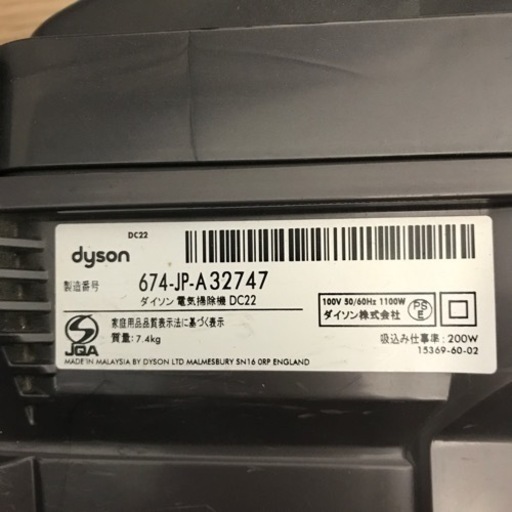 DC22
dyson
製造番号 674-JP-A32747
ダイソン 電気掃除機 DC22
100V 50/60Hz 1100W
ダイソン株式会社
PS
E
JQA
家庭用品品質表示法に基づく表示
質量: 7.4kg
吸込み仕事率: 200W
15369-60-02
MADE IN MALAYSIA BY DYSON LTD MALMESBURY SN16 0RP ENGLAND